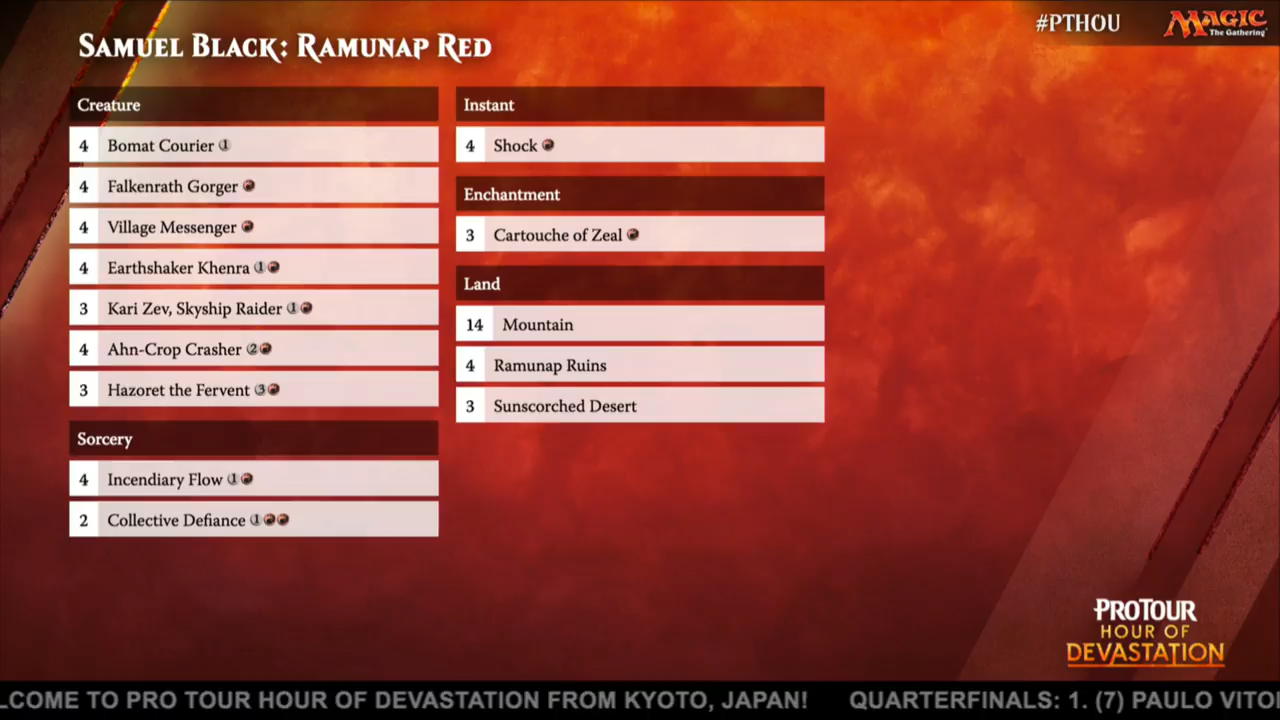 #PTHOU
MAGIC
The Gathering
SAMUEL BLACK: RAMUNAP RED
Creature
4 Bomat Courier 1
4 Falkenrath Gorger
4 Village Messenger
4 Earthshaker Khenra 1
3 Kari Zev, Skyship Raider 1
4 Ahn-Crop Crasher 2
3 Hazoret the Fervent 3
Sorcery
4 Incendiary Flow 1
2 Collective Defiance 1
Instant
4 Shock
Enchantment
3 Cartouche of Zeal
Land
14 Mountain
4 Ramunap Ruins
3 Sunscorched Desert
PROTOUR
HOUR OF
DEVASTATION
LCOME TO PRO TOUR HOUR OF DEVASTATION FROM KYOTO, JAPAN! QUARTERFINALS: 1. (7) PAULO VITO